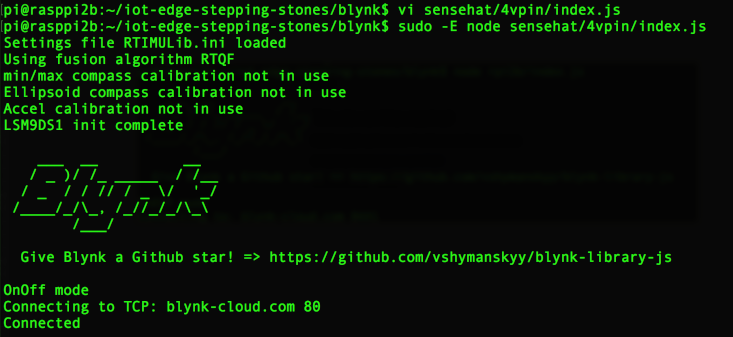 pi@rasppi2b:~/iot-edge-stepping-stones/blynk$ vi sensehat/4vpin/index.js
pi@rasppi2b:~/iot-edge-stepping-stones/blynk$ sudo -E node sensehat/4vpin/index.js
Settings file RTIMULib.ini loaded
Using fusion algorithm RTQF
min/max compass calibration not in use
Ellipsoid compass calibration not in use
Accel calibration not in use
LSM9DS1 init complete
Blynk
Give Blynk a Github star! => https://github.com/vshymanskyy/blynk-library-js
OnOff mode
Connecting to TCP: blynk-cloud.com 80
Connected